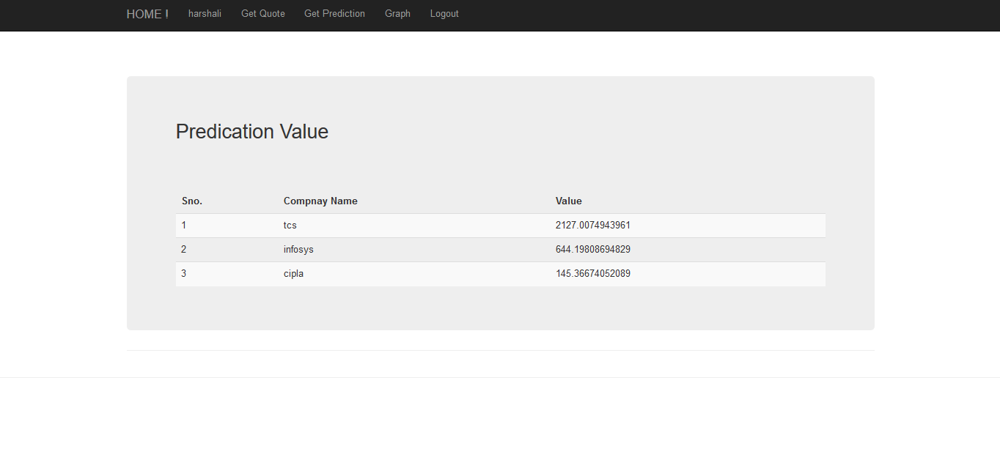 HOME ! harshali Get Quote Get Prediction Graph Logout
Predication Value
Sno. Compnay Name Value
1 tcs 2127.0074943961
2 infosys 644.19808694829
3 cipla 145.36674052089